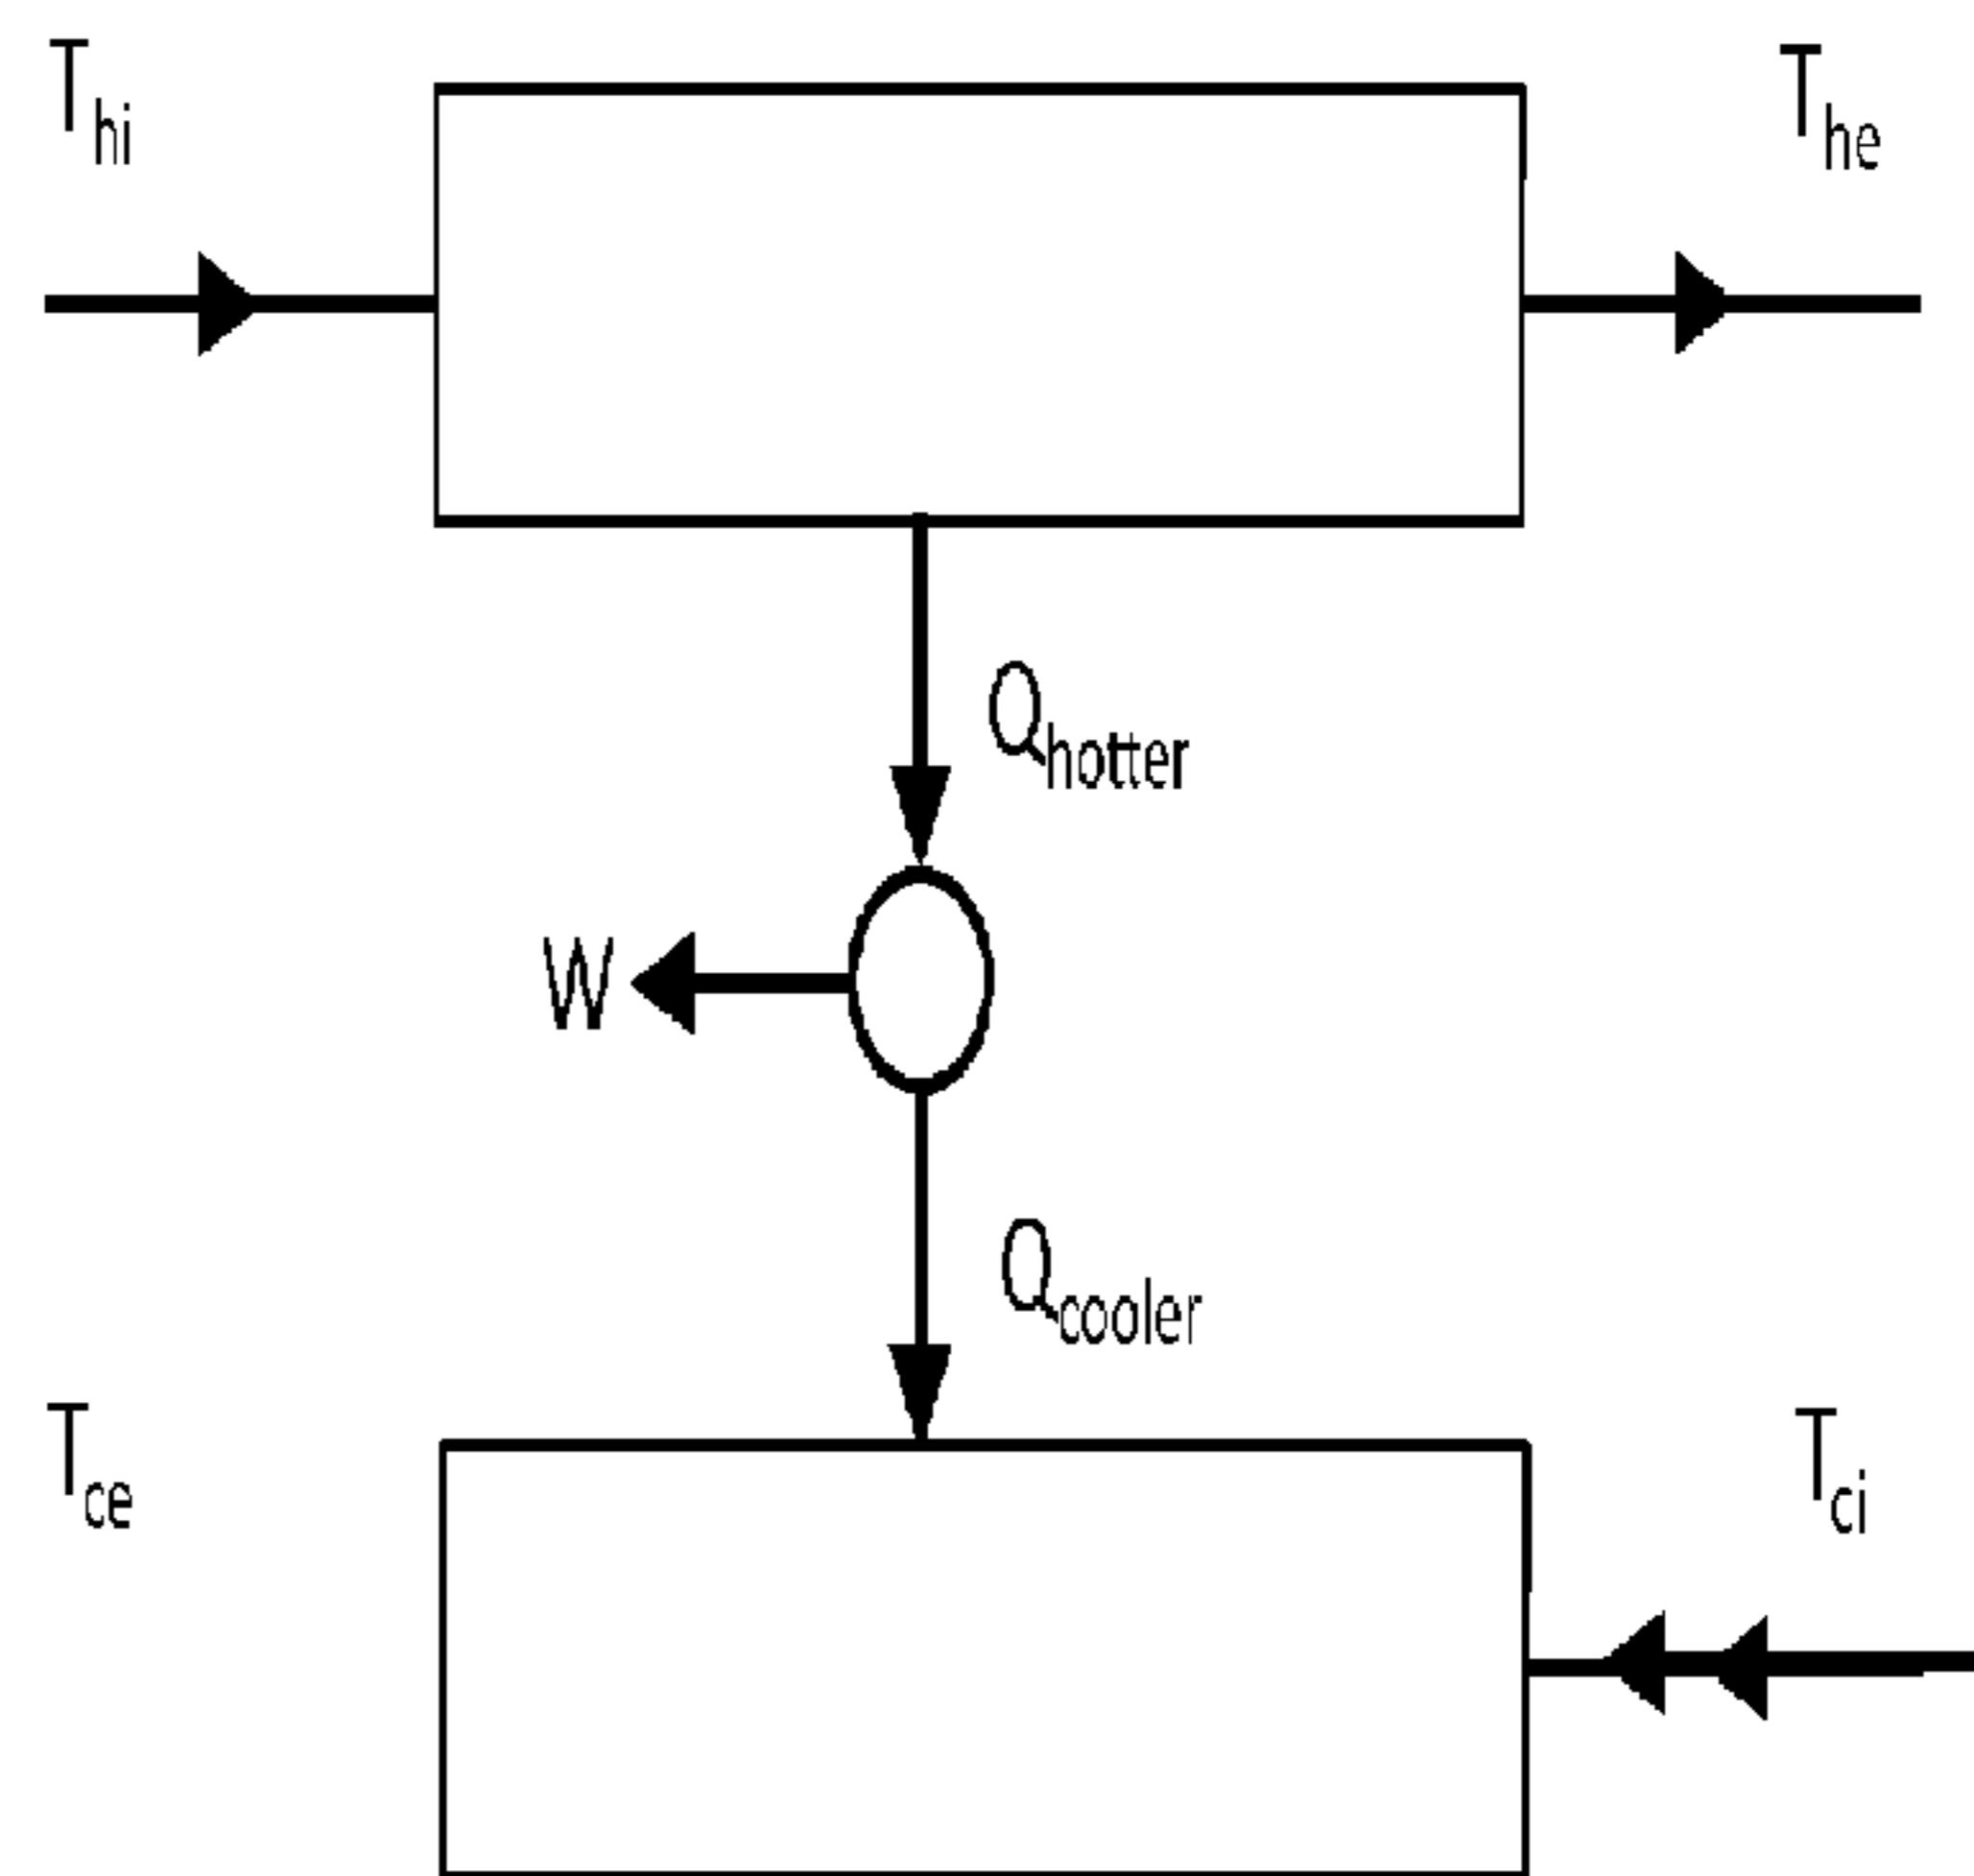 Thi
The
Qhotter
W
Qcooler
Tce
Tci